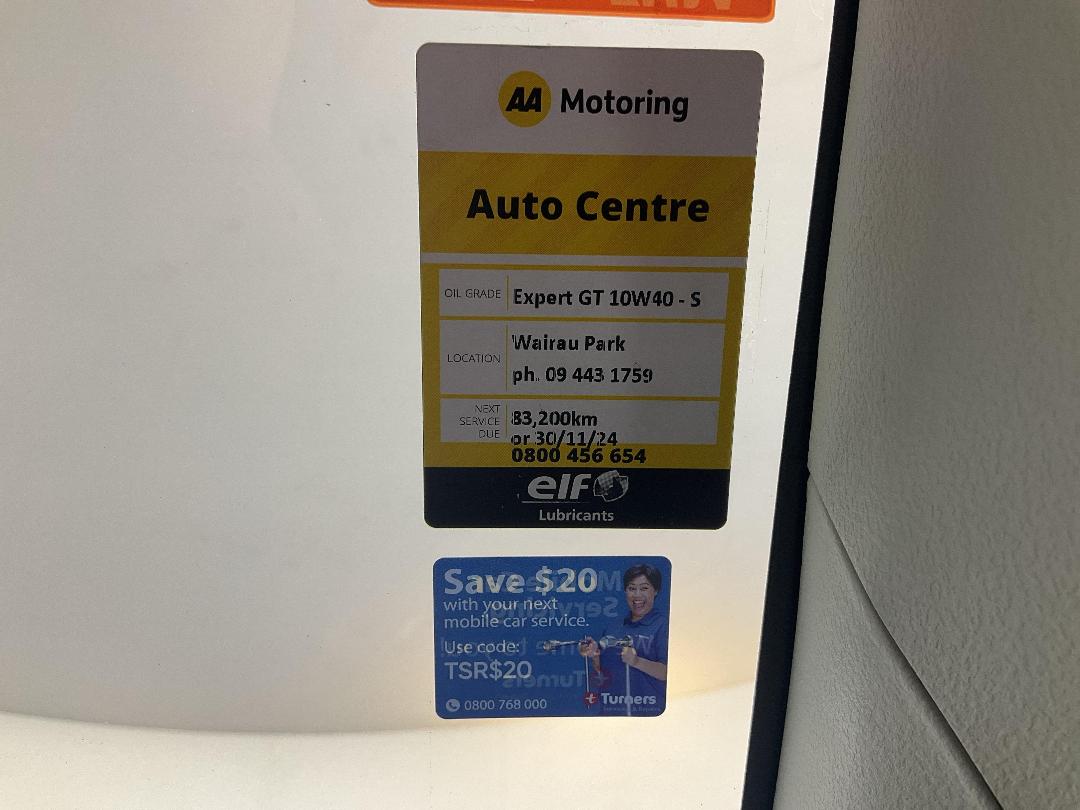 AA Motoring
Auto Centre
OIL GRADE Expert GT 10W40 - S
LOCATION Wairau Park
ph. 09 443 1759
NEXT SERVICE DUE 83,200km
or 30/11/24
0800 456 654
elf
Lubricants
Save $20
with your next
mobile car service.
Use code:
TSR$20
0800 768 000
Turners